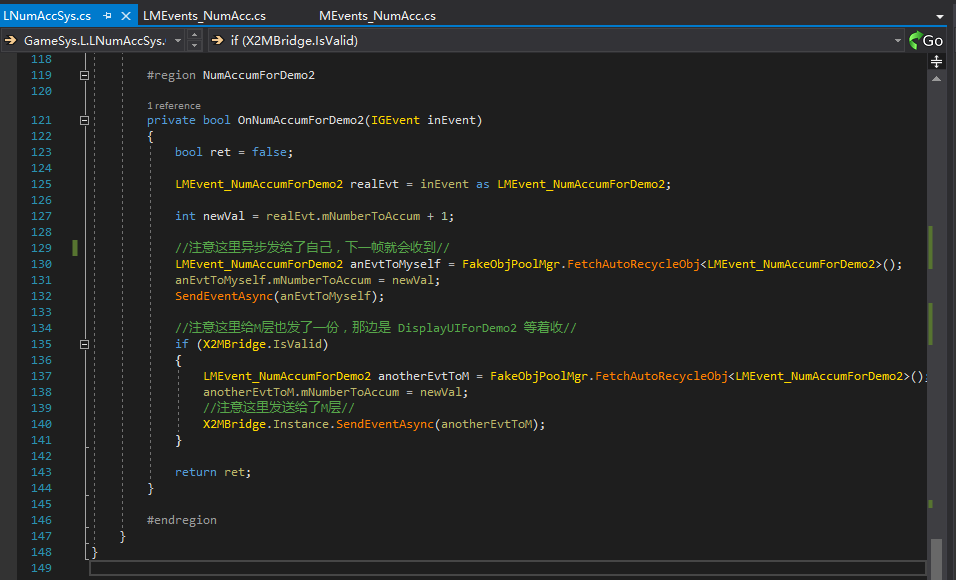 LNumAccSys.cs LMEvents_NumAcc.cs MEvents_NumAcc.cs
GameSys.L.LNumAccSys. if (X2MBridge.IsValid) Go
118
119 #region NumAccumForDemo2
120
1 reference
121 private bool OnNumAccumForDemo2(IGEvent inEvent)
122 {
123 bool ret = false;
124
125 LMEvent_NumAccumForDemo2 realEvt = inEvent as LMEvent_NumAccumForDemo2;
126
127 int newVal = realEvt.mNumberToAccum + 1;
128
129 //注意这里异步发给了自己，下一帧就会收到//
130 LMEvent_NumAccumForDemo2 anEvtToMyself = FakeObjPoolMgr.FetchAutoRecycleObj<LMEvent_NumAccumForDemo2>();
131 anEvtToMyself.mNumberToAccum = newVal;
132 SendEventAsync(anEvtToMyself);
133
134 //注意这里给M层也发了一份，那边是 DisplayUIForDemo2 等着收//
135 if (X2MBridge.IsValid)
136 {
137 LMEvent_NumAccumForDemo2 anotherEvtToM = FakeObjPoolMgr.FetchAutoRecycleObj<LMEvent_NumAccumForDemo2>();
138 anotherEvtToM.mNumberToAccum = newVal;
139 //注意这里发送给了M层//
140 X2MBridge.Instance.SendEventAsync(anotherEvtToM);
141 }
142
143 return ret;
144 }
145
146 #endregion
147 }
148 }
149